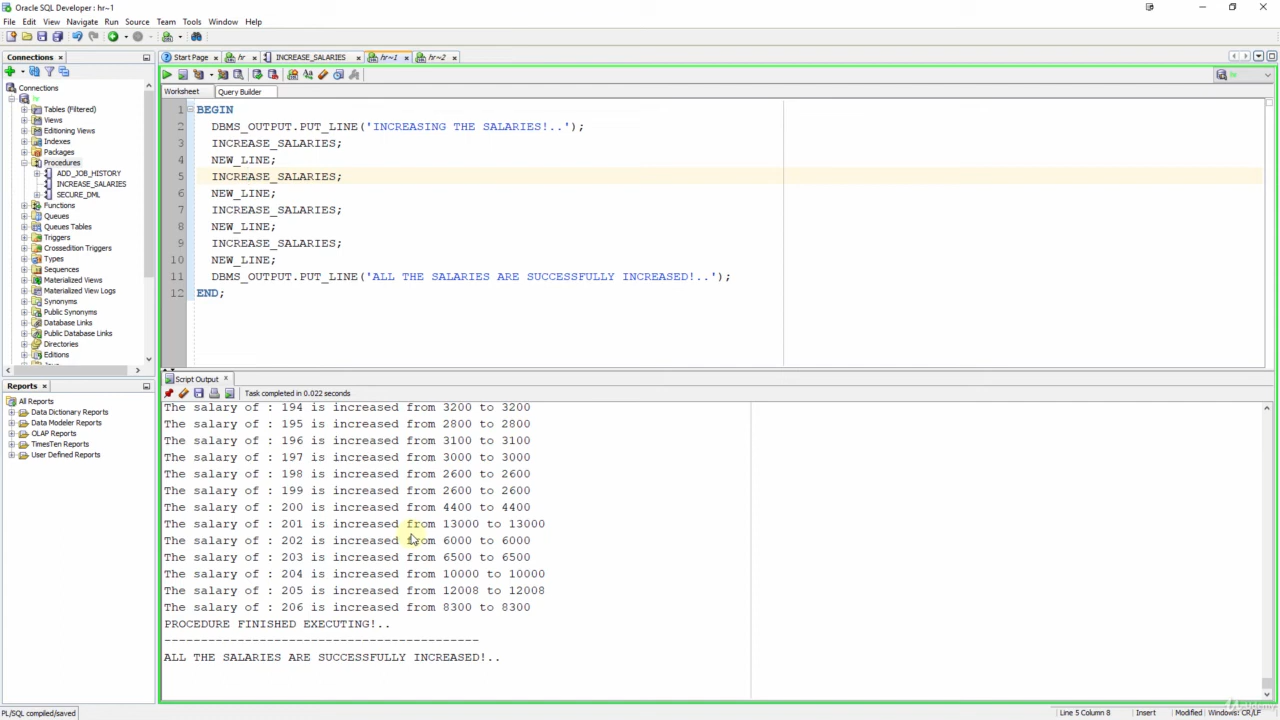 Oracle SQL Developer : hr~1
File Edit View Navigate Run Source Team Tools Window Help
Connections
Start Page hr INCREASE_SALARIES hr~1 hr~2
Worksheet Query Builder
Connections
hr
Tables (Filtered)
Views
Editioning Views
Indexes
Packages
Procedures
ADD_JOB_HISTORY
INCREASE_SALARIES
SECURE_DML
Functions
Queues
Queues Tables
Triggers
Crossedition Triggers
Types
Sequences
Materialized Views
Materialized View Logs
Synonyms
Public Synonyms
Database Links
Public Database Links
Directories
Editions
1 BEGIN
2 DBMS_OUTPUT.PUT_LINE('INCREASING THE SALARIES!..');
3 INCREASE_SALARIES;
4 NEW_LINE;
5 INCREASE_SALARIES;
6 NEW_LINE;
7 INCREASE_SALARIES;
8 NEW_LINE;
9 INCREASE_SALARIES;
10 NEW_LINE;
11 DBMS_OUTPUT.PUT_LINE('ALL THE SALARIES ARE SUCCESSFULLY INCREASED!..');
12 END;
Reports
All Reports
Data Dictionary Reports
Data Modeler Reports
OLAP Reports
TimesTen Reports
User Defined Reports
Script Output
Task completed in 0.022 seconds
The salary of : 194 is increased from 3200 to 3200
The salary of : 195 is increased from 2800 to 2800
The salary of : 196 is increased from 3100 to 3100
The salary of : 197 is increased from 3000 to 3000
The salary of : 198 is increased from 2600 to 2600
The salary of : 199 is increased from 2600 to 2600
The salary of : 200 is increased from 4400 to 4400
The salary of : 201 is increased from 13000 to 13000
The salary of : 202 is increased from 6000 to 6000
The salary of : 203 is increased from 6500 to 6500
The salary of : 204 is increased from 10000 to 10000
The salary of : 205 is increased from 12008 to 12008
The salary of : 206 is increased from 8300 to 8300
PROCEDURE FINISHED EXECUTING!..
-------------------------------------------
ALL THE SALARIES ARE SUCCESSFULLY INCREASED!..
PL/SQL compiled/saved
Line 5 Column 8 Insert Modified Windows: CR/LF